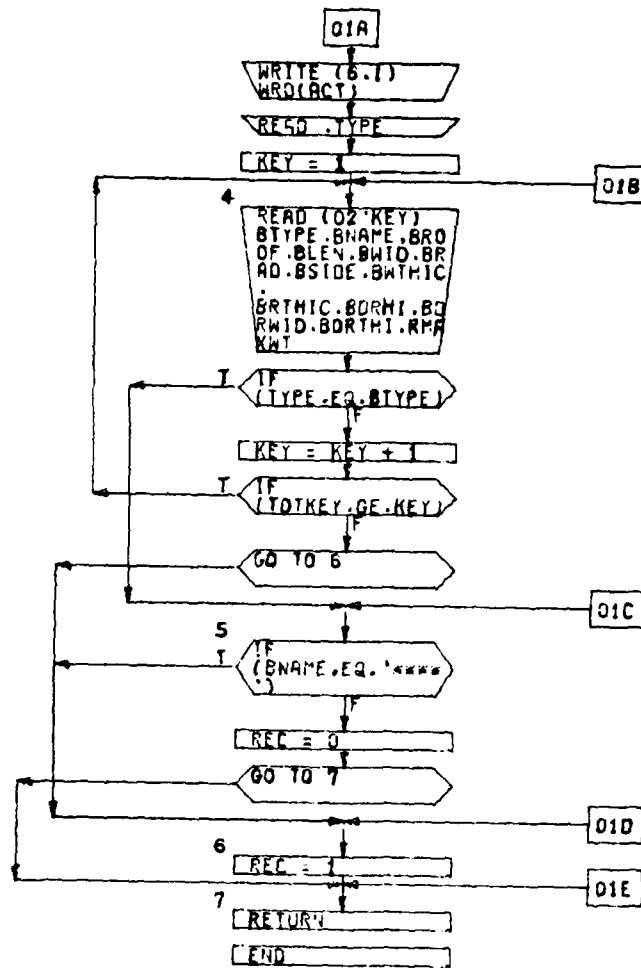 01A
WRITE (6,1)
WRD(ACT)
READ ,TYPE
KEY = 1
01B
4
READ (02'KEY)
BTYPE,BNAME,BRO
OF,BLEN,BWID,BR
AD,BSIDE,BWTHIC
,
BRTHIC,BDRHI,BD
RWID,BDRTHI,RMA
XWT
T
IF
(TYPE.EQ.BTYPE)
F
KEY = KEY + 1
T
IF
(TOTKEY.GE.KEY)
F
GO TO 6
01C
5
T
IF
(BNAME.EQ.'****
')
F
REC = 0
GO TO 7
01D
6
REC = 1
01E
7
RETURN
END